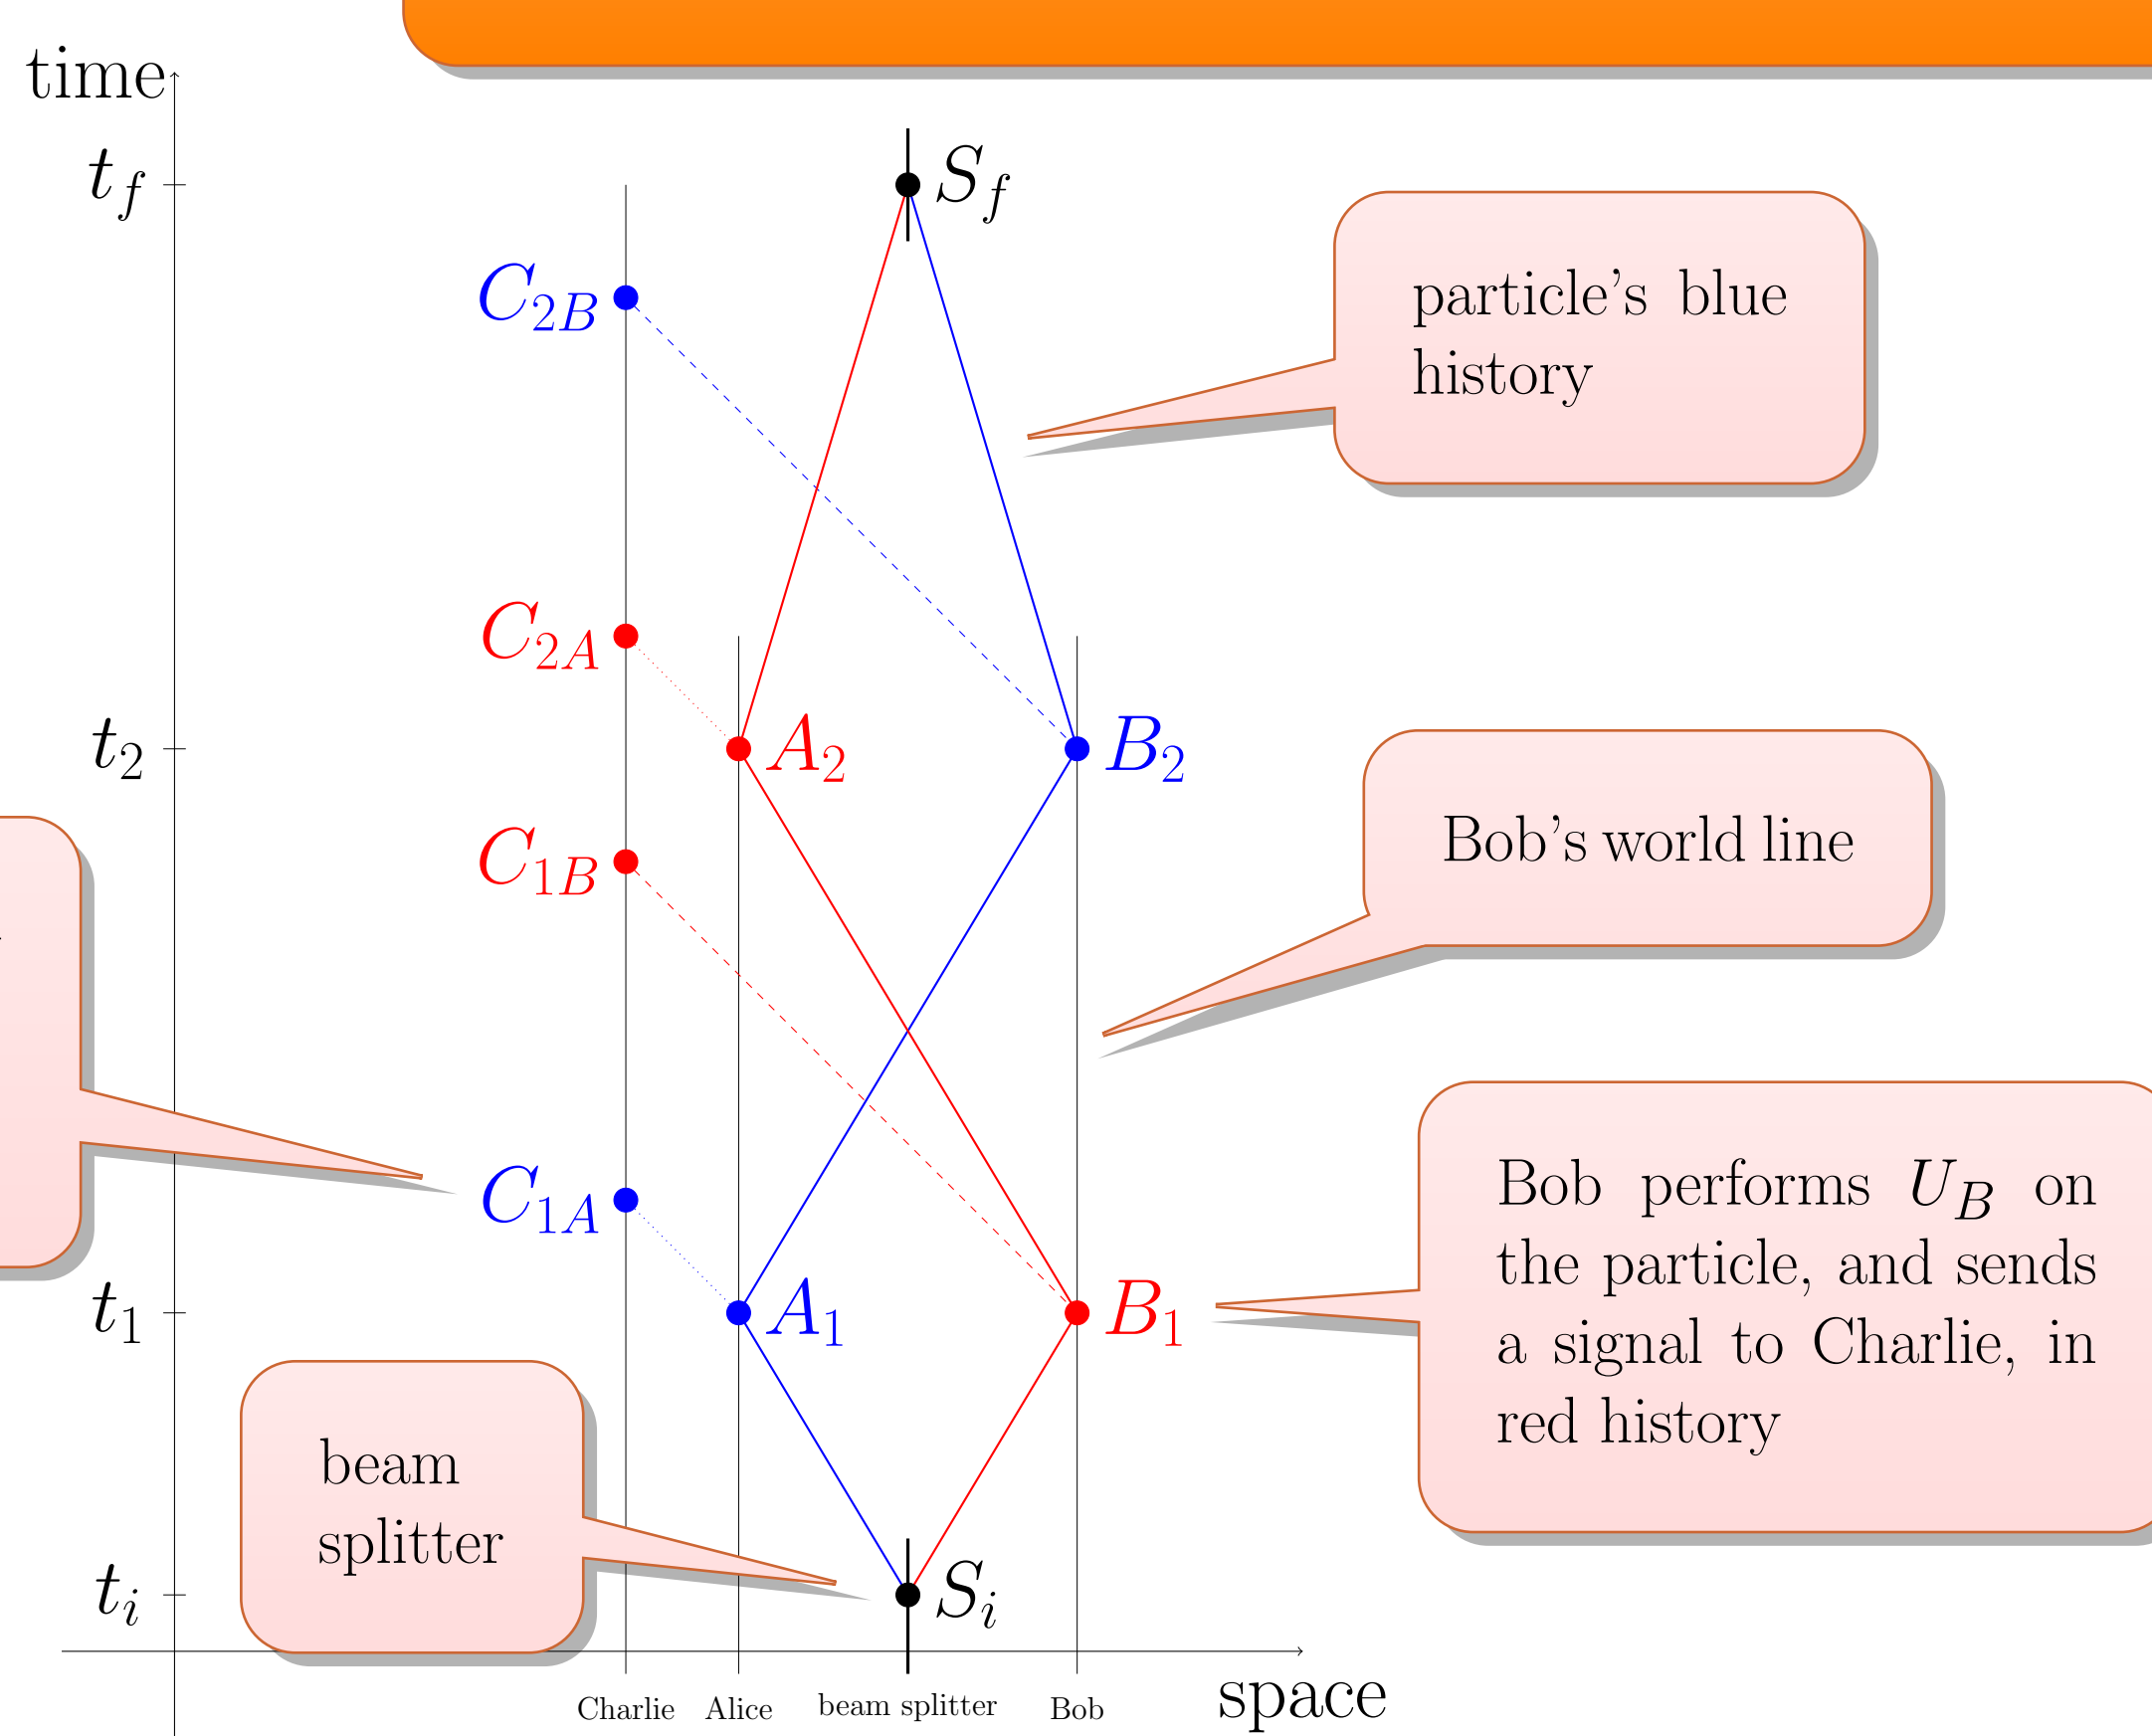 time
t_f
S_f
C_{2B}
particle's blue
history
C_{2A}
t_2
A_2
B_2
C_{1B}
Bob's world line
C_{1A}
Bob performs U_B on
the particle, and sends
a signal to Charlie, in
red history
t_1
A_1
B_1
beam
splitter
t_i
S_i
space
Charlie Alice beam splitter Bob